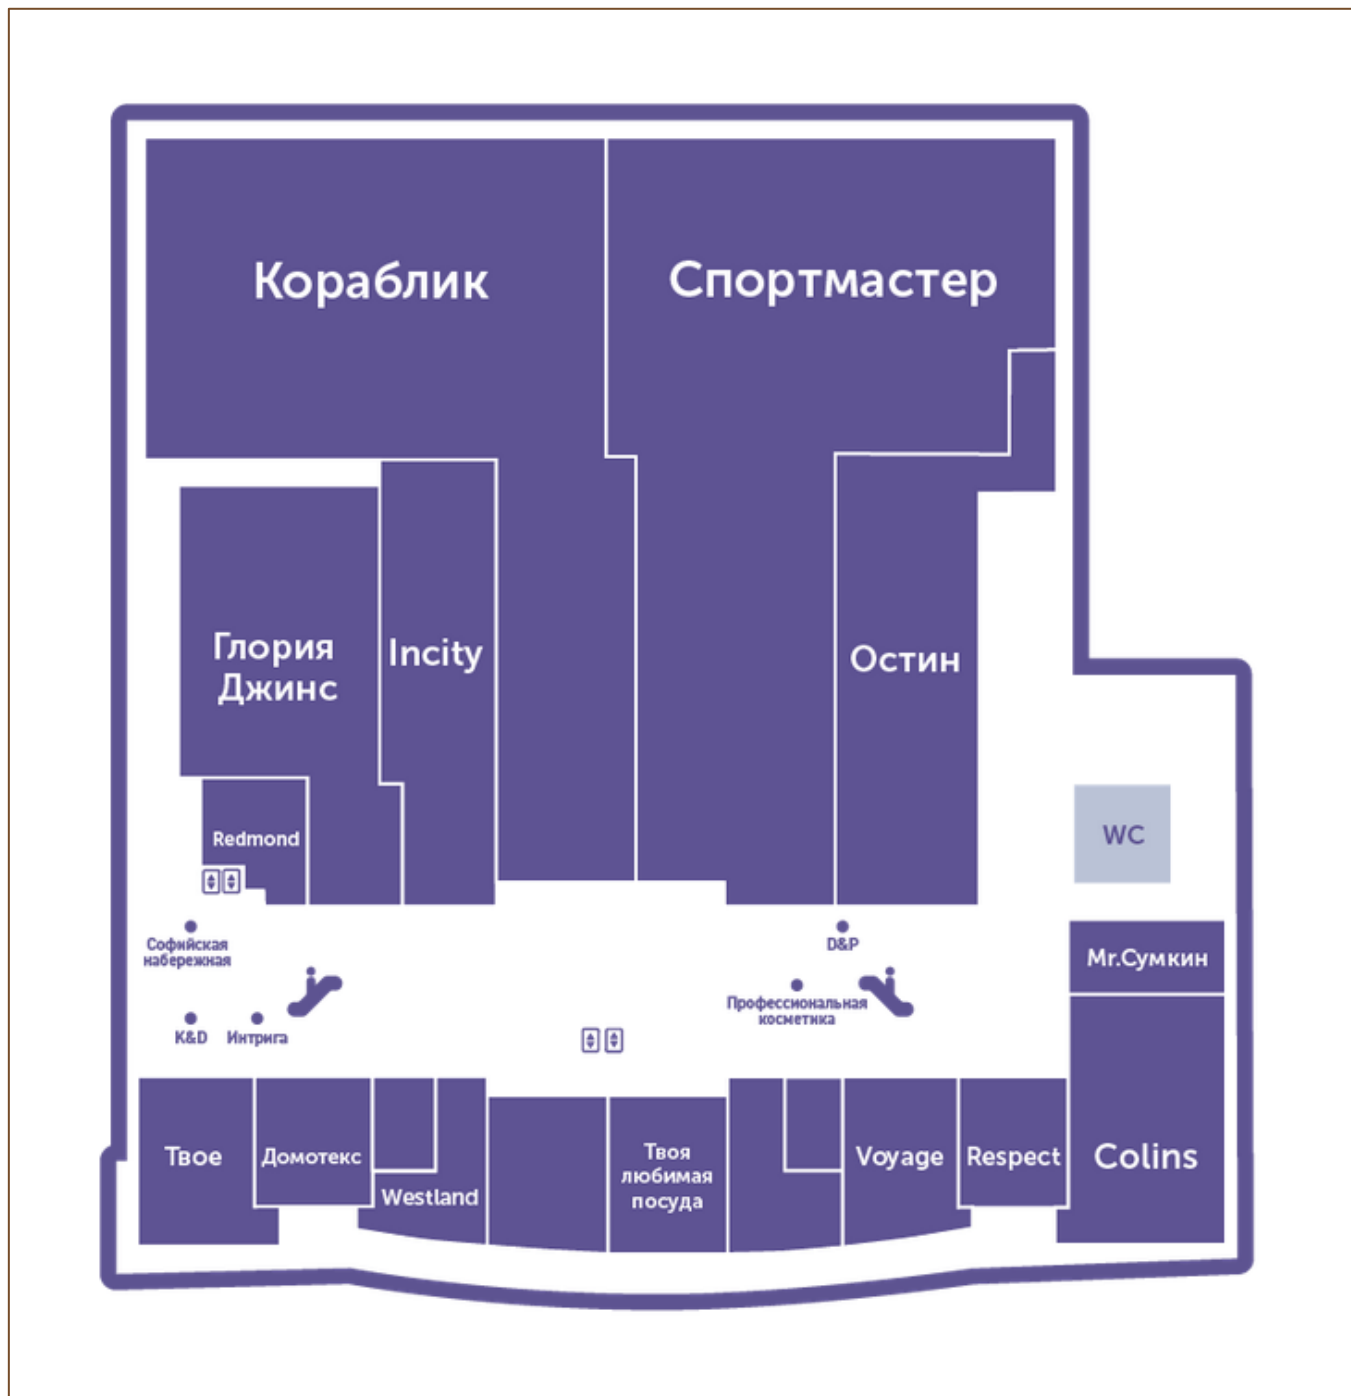 Кораблик
Спортмастер
Глория
Джинс
Incity
Остин
Redmond
WC
Софийская
набережная
D&P
Mr.Сумкин
Профессиональная
косметика
K&D
Интрига
Твое
Домотекс
Westland
Твоя
любимая
посуда
Voyage
Respect
Colins